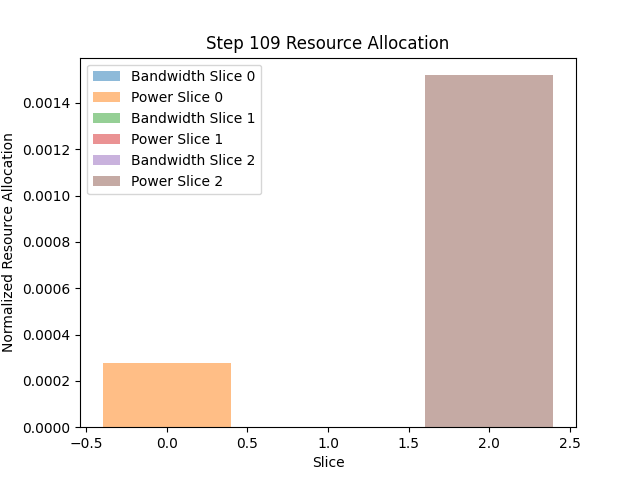 Step 109 Resource Allocation
Bandwidth Slice 0
Power Slice 0
Bandwidth Slice 1
Power Slice 1
Bandwidth Slice 2
Power Slice 2
Normalized Resource Allocation
0.0014
0.0012
0.0010
0.0008
0.0006
0.0004
0.0002
0.0000
−0.5 0.0 0.5 1.0 1.5 2.0 2.5
Slice